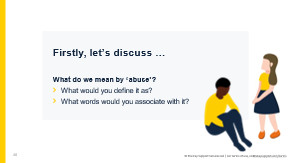 Firstly, let's discuss …
What do we mean by 'abuse'?
What would you define it as?
What words would you associate with it?